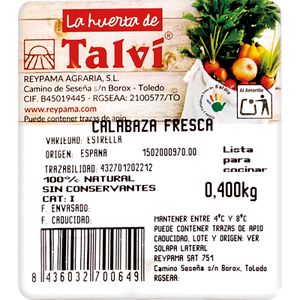 La huerta de
Talvi®
REYPAMA AGRARIA, S.L.
Camino de Seseña s/n Borox - Toledo
CIF. B45019445 - RGSEAA: 2100577/TO
www.reypama.com
Puede contener trazas de apio
Al Amarillo
CALABAZA FRESCA
VARIEDAD: ESTRELLA
ORIGEN: ESPAÑA 1502000970.00
TRAZABILIDAD: 432701202212
Lista para cocinar
100% NATURAL
SIN CONSERVANTES
CAT: I
0,400kg
F. ENVASADO:
F. CADUCIDAD:
MANTENER ENTRE 4°C Y 8°C
PUEDE CONTENER TRAZAS DE APIO
CADUCIDAD, LOTE Y ORIGEN: VER
SOLAPA LATERAL
REYPAMA SAT 751
Camino Seseña s/n Borox Toledo
RGSEAA:
8 436032 700649